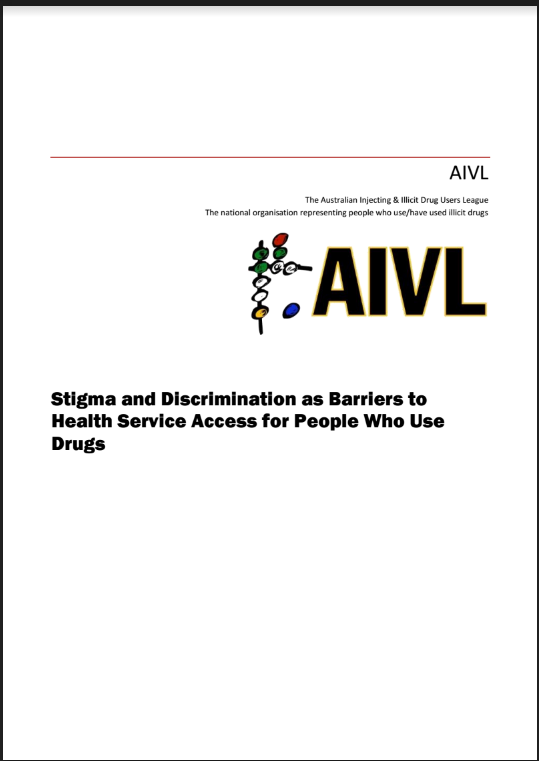 AIVL
The Australian Injecting & Illicit Drug Users League
The national organisation representing people who use/have used illicit drugs
AIVL
Stigma and Discrimination as Barriers to
Health Service Access for People Who Use
Drugs